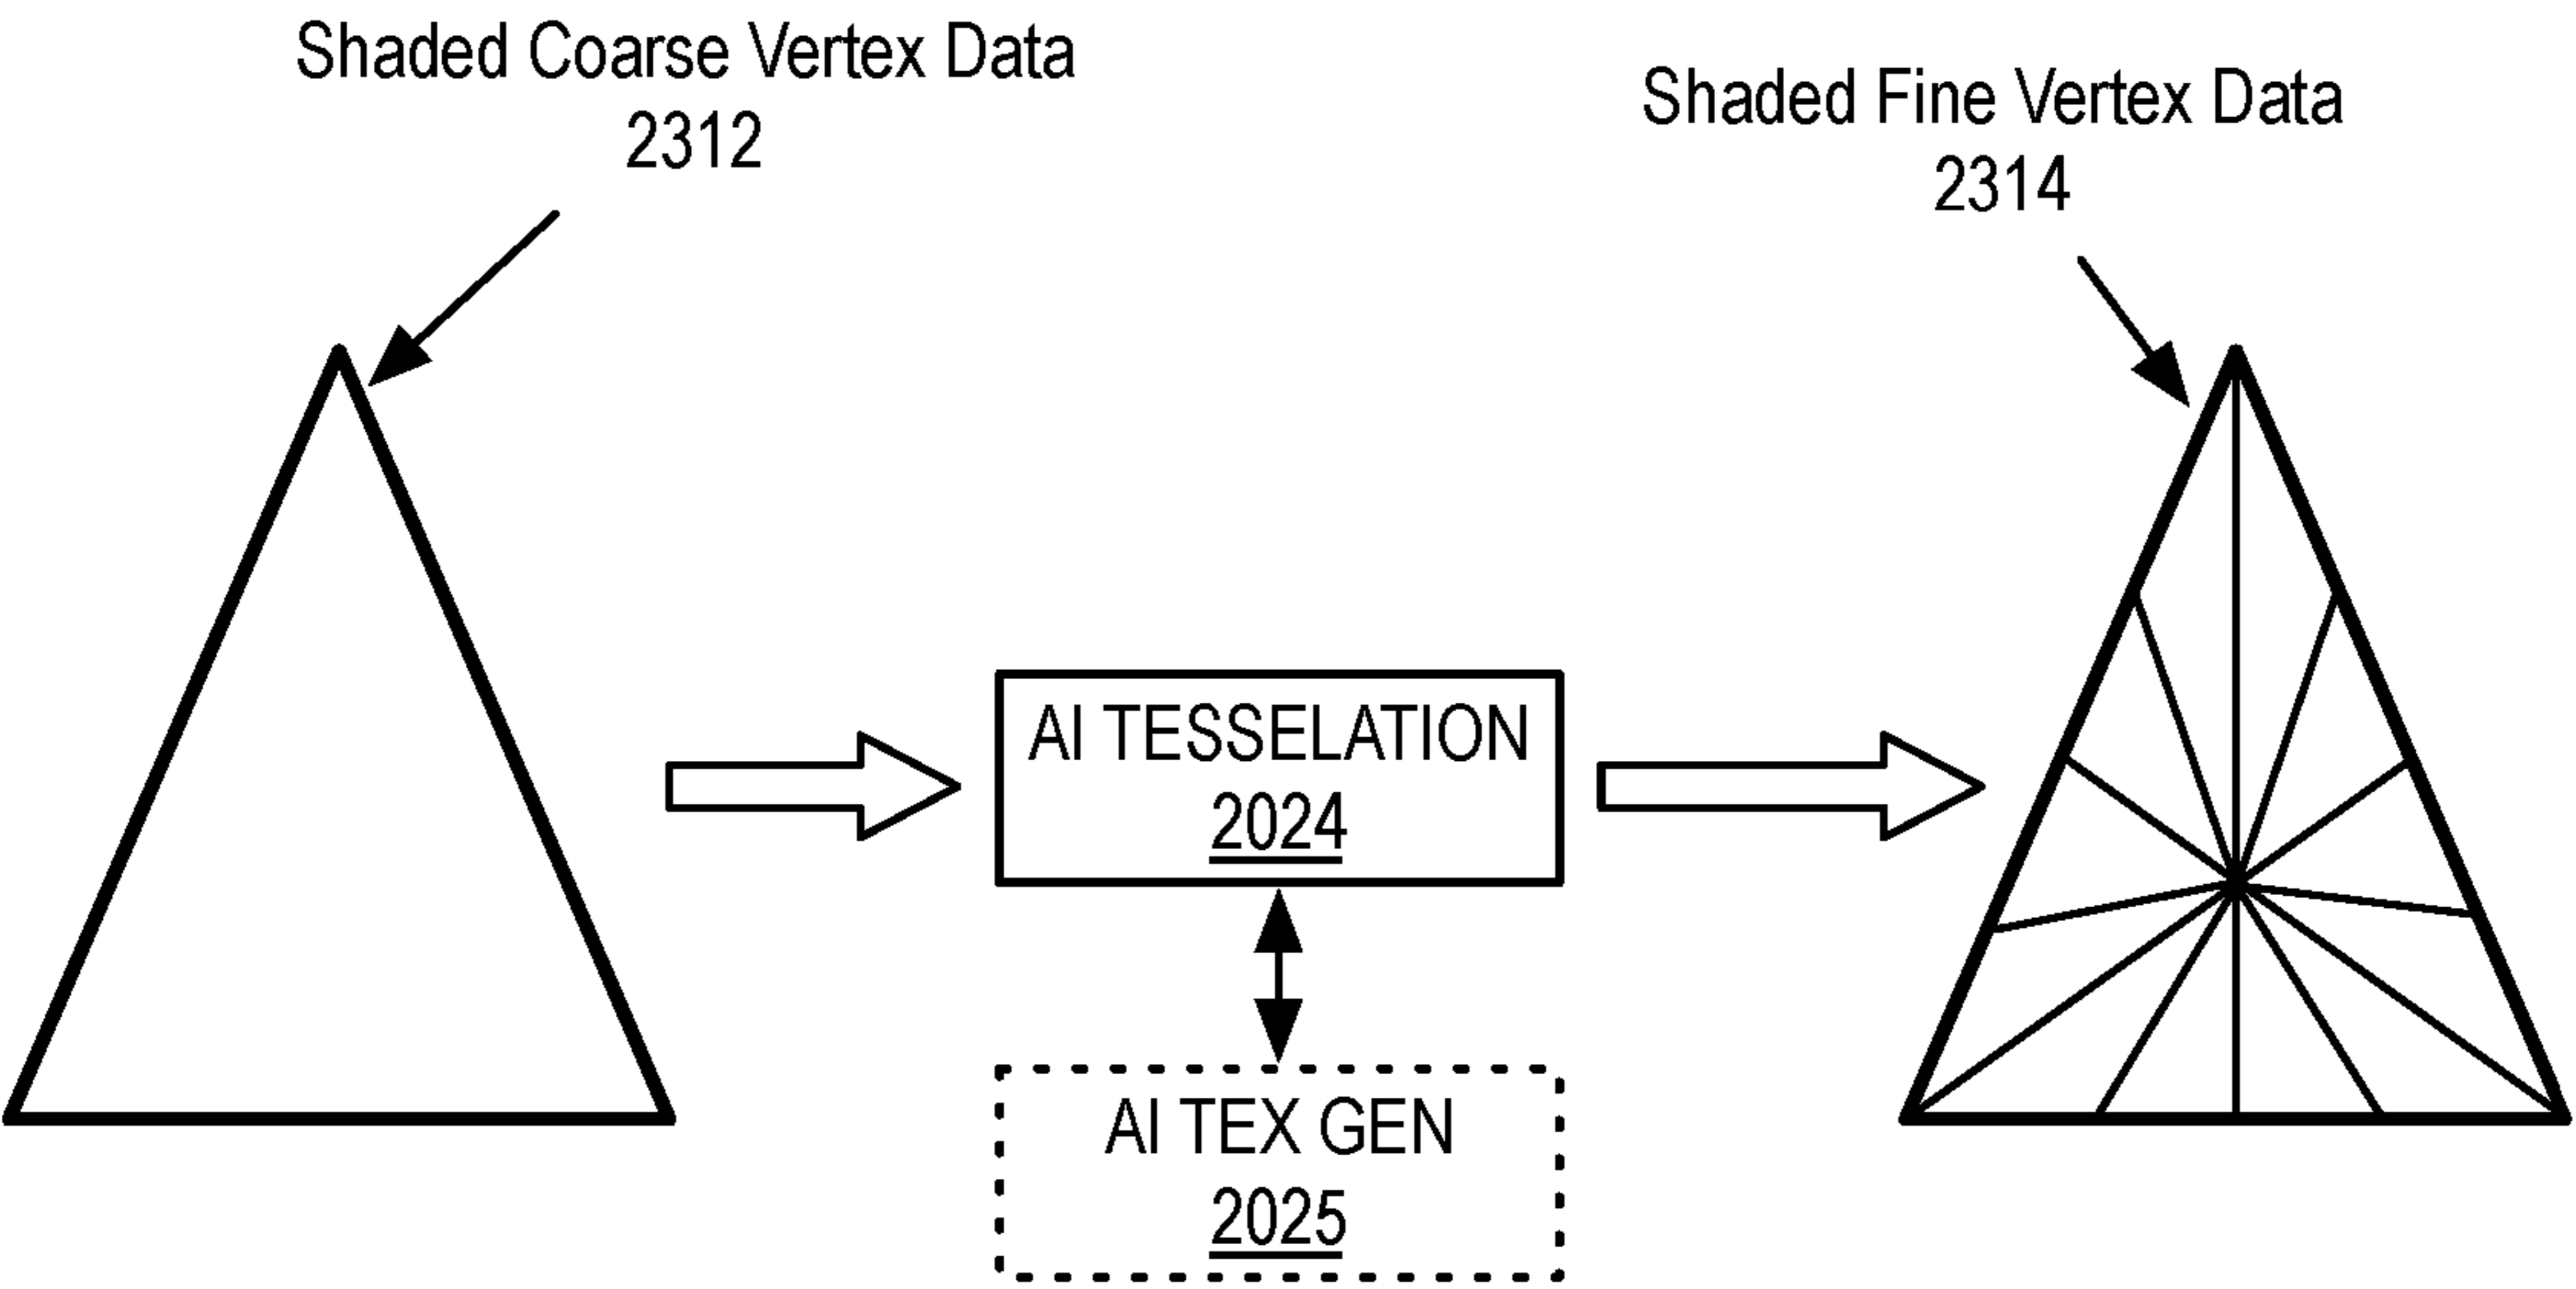 Shaded Coarse Vertex Data
2312
Shaded Fine Vertex Data
2314
AI TESSELATION
2024
AI TEX GEN
2025